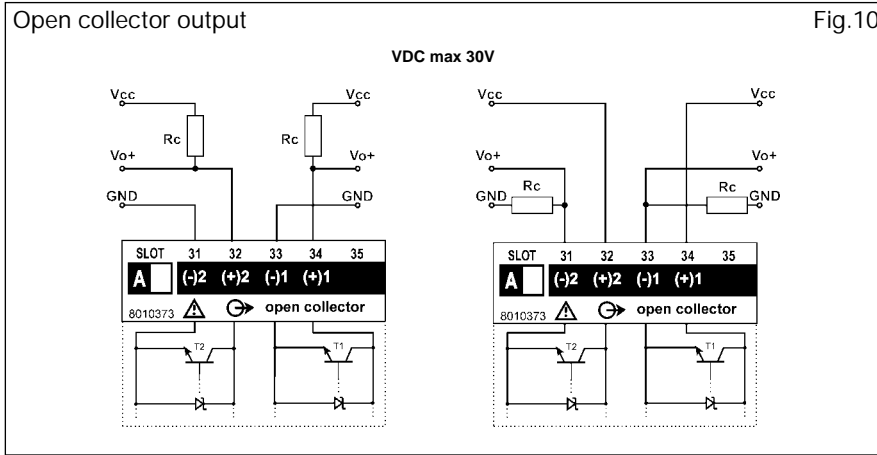 Open collector output Fig.10
VDC max 30V
Vcc Vcc Vcc Vcc
Rc Rc
Vo+ Vo+ Vo+ Vo+
GND GND GND Rc Rc GND
SLOT 31 32 33 34 35 SLOT 31 32 33 34 35
A (-)2 (+)2 (-)1 (+)1 A (-)2 (+)2 (-)1 (+)1
8010373 open collector 8010373 open collector
T2 T1 T2 T1